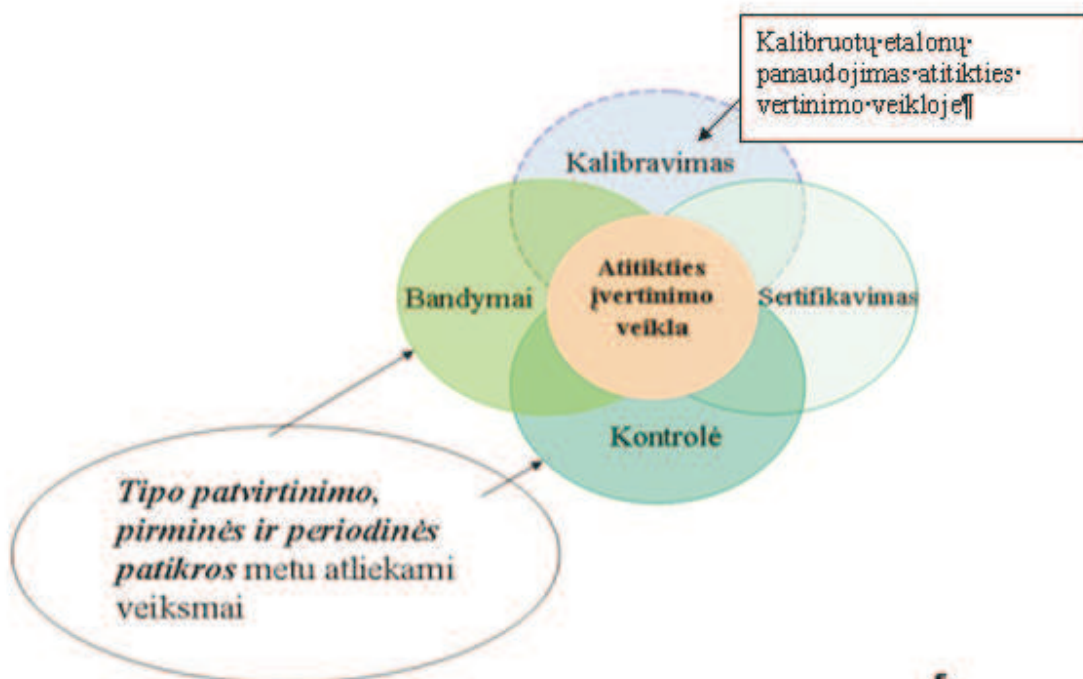 Kalibruotų·etalonų·
panaudojimas·atitikties·
vertinimo·veikloje¶
Kalibravimas
Bandymai
Atitikties
įvertinimo
veikla
Sertifikavimas
Kontrolė
Tipo patvirtinimo,
pirminės ir periodinės
patikros metu atliekami
veiksmai